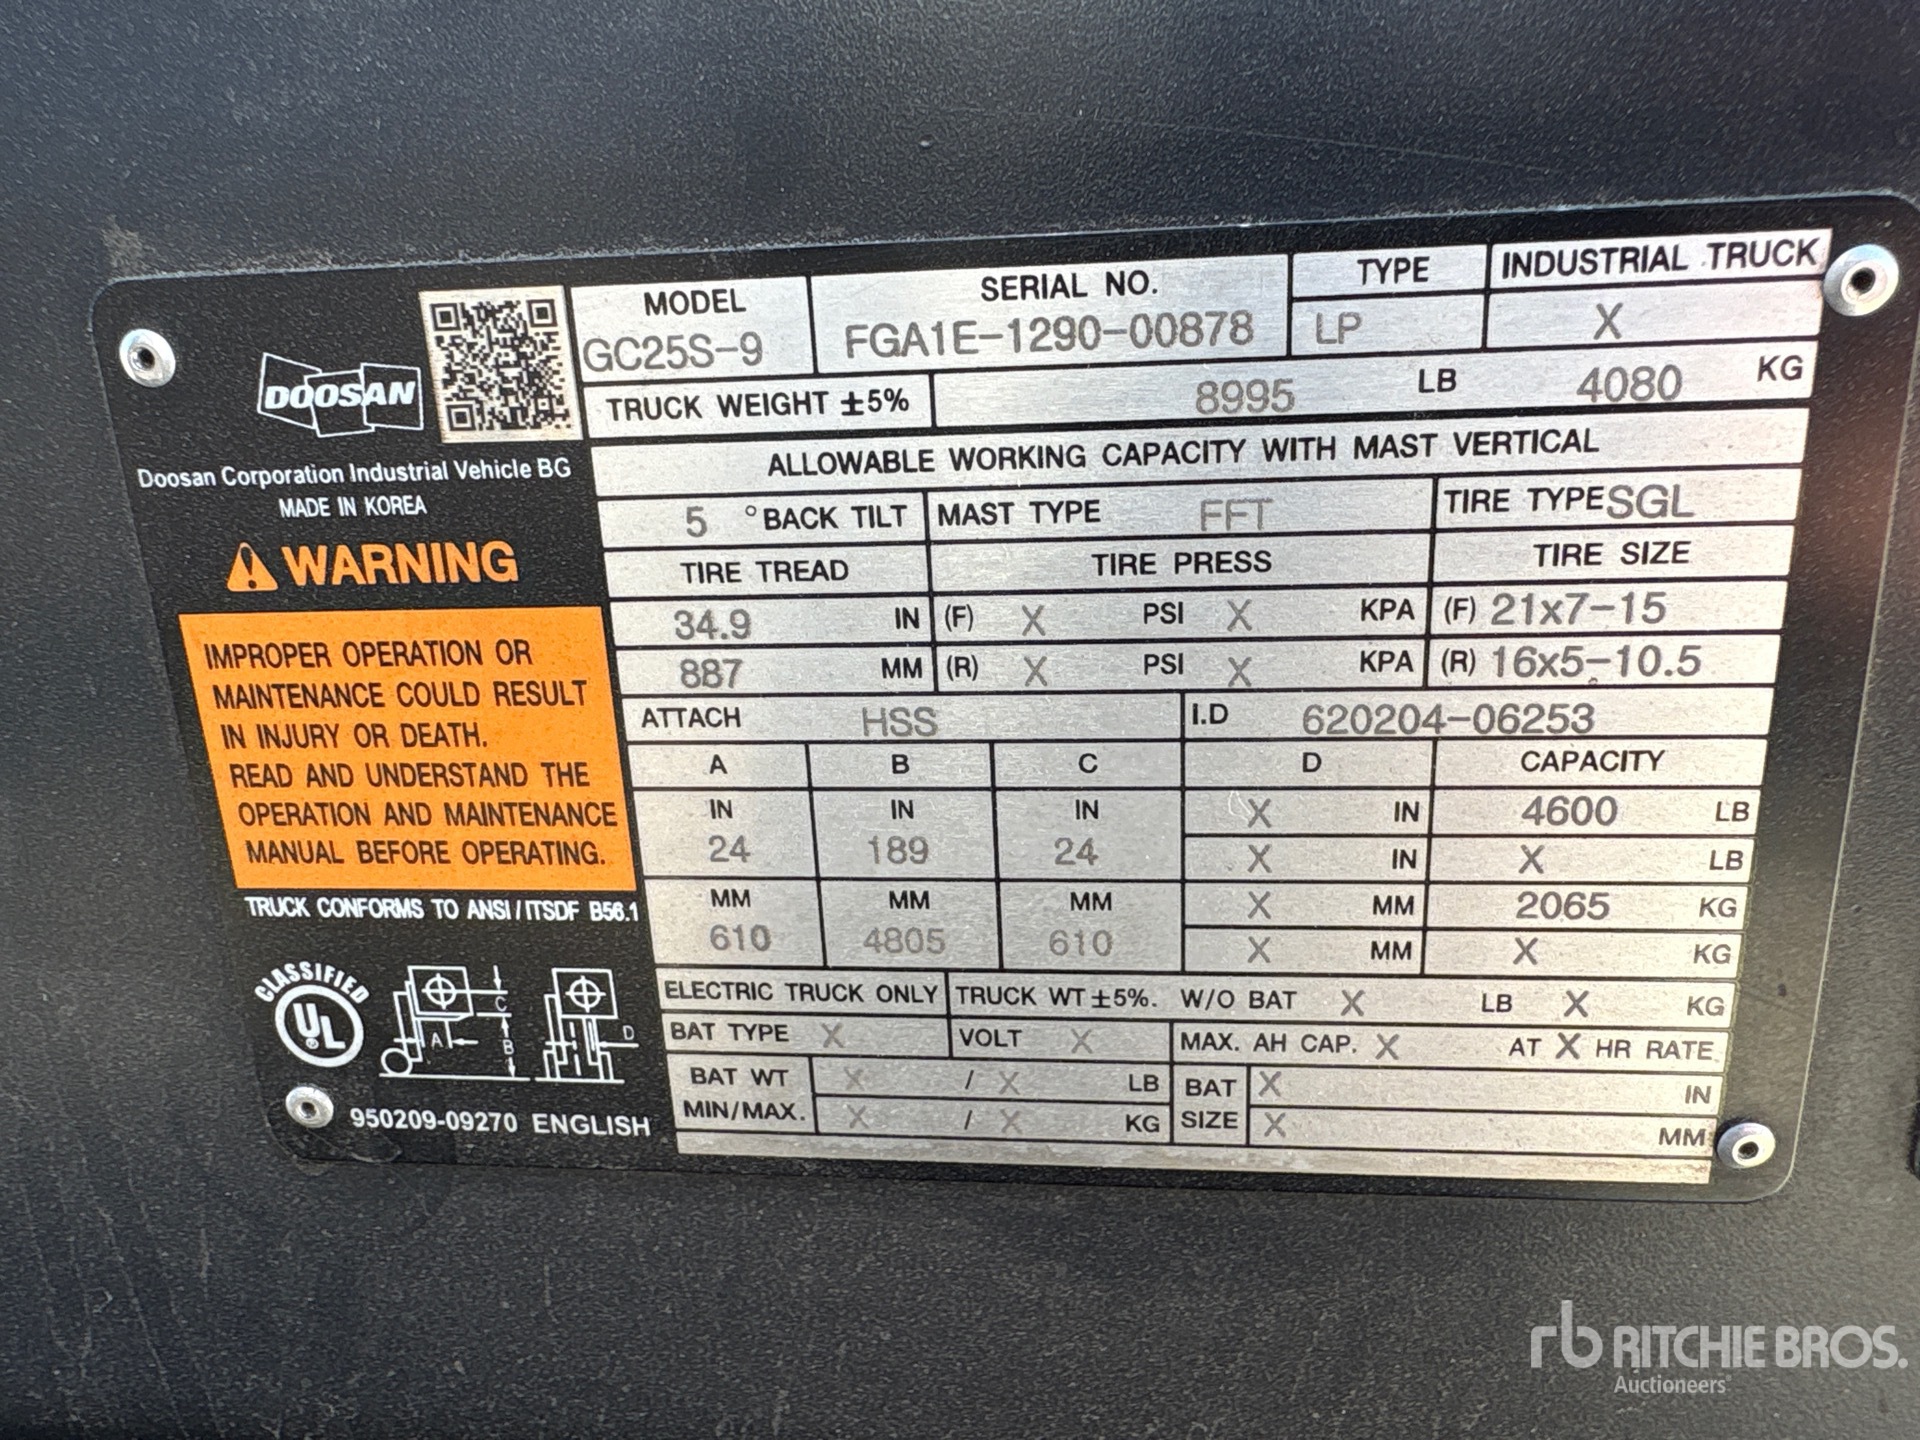 DOOSAN
Doosan Corporation Industrial Vehicle BG
MADE IN KOREA
WARNING
IMPROPER OPERATION OR
MAINTENANCE COULD RESULT
IN INJURY OR DEATH.
READ AND UNDERSTAND THE
OPERATION AND MAINTENANCE
MANUAL BEFORE OPERATING.
TRUCK CONFORMS TO ANSI/ITSDF B56.1
CLASSIFIED
UL
A B C D
950209-09270 ENGLISH
MODEL SERIAL NO. TYPE INDUSTRIAL TRUCK
GC25S-9 FGA1E-1290-00878 LP X
TRUCK WEIGHT ±5% 8995 LB 4080 KG
ALLOWABLE WORKING CAPACITY WITH MAST VERTICAL
5 °BACK TILT MAST TYPE FFT TIRE TYPE SGL
TIRE TREAD TIRE PRESS TIRE SIZE
34.9 IN (F) X PSI X KPA (F) 21x7-15
887 MM (R) X PSI X KPA (R) 16x5-10.5
ATTACH HSS I.D 620204-06253
A B C D CAPACITY
IN IN IN X IN 4600 LB
24 189 24 X IN X LB
MM MM MM X MM 2065 KG
610 4805 610 X MM X KG
ELECTRIC TRUCK ONLY TRUCK WT ±5%. W/O BAT X LB X KG
BAT TYPE X VOLT X MAX. AH CAP. X AT X HR RATE
BAT WT X / X LB BAT X IN
MIN/MAX. X / X KG SIZE X MM
rb RITCHIE BROS.
Auctioneers